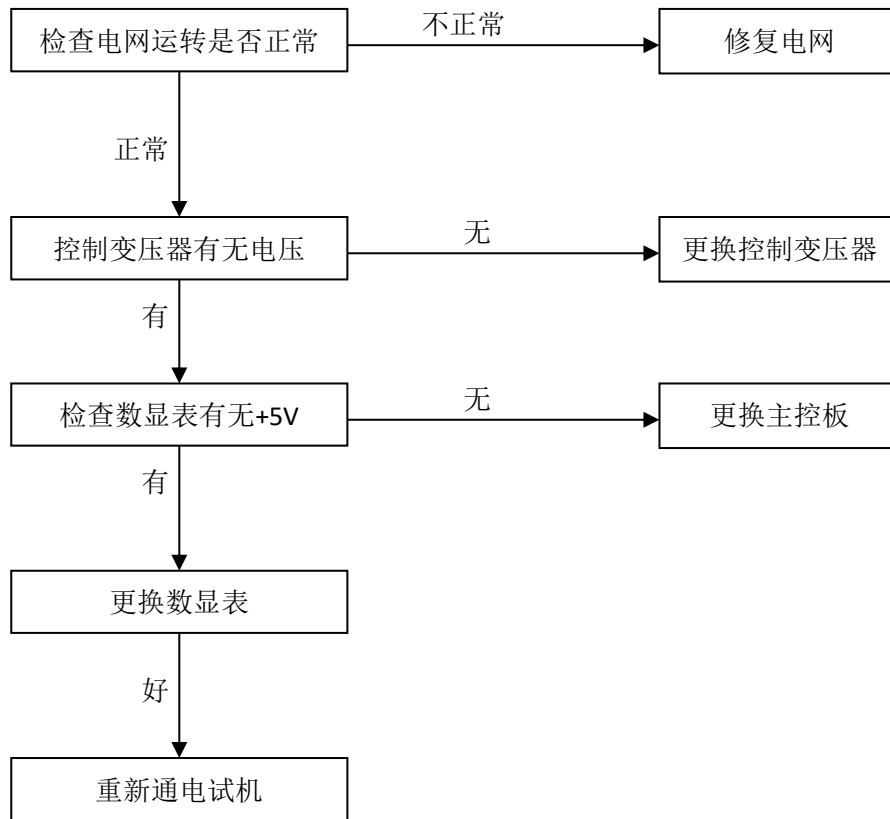 检查电网运转是否正常
不正常
修复电网
正常
控制变压器有无电压
无
更换控制变压器
有
检查数显表有无+5V
无
更换主控板
有
更换数显表
好
重新通电试机